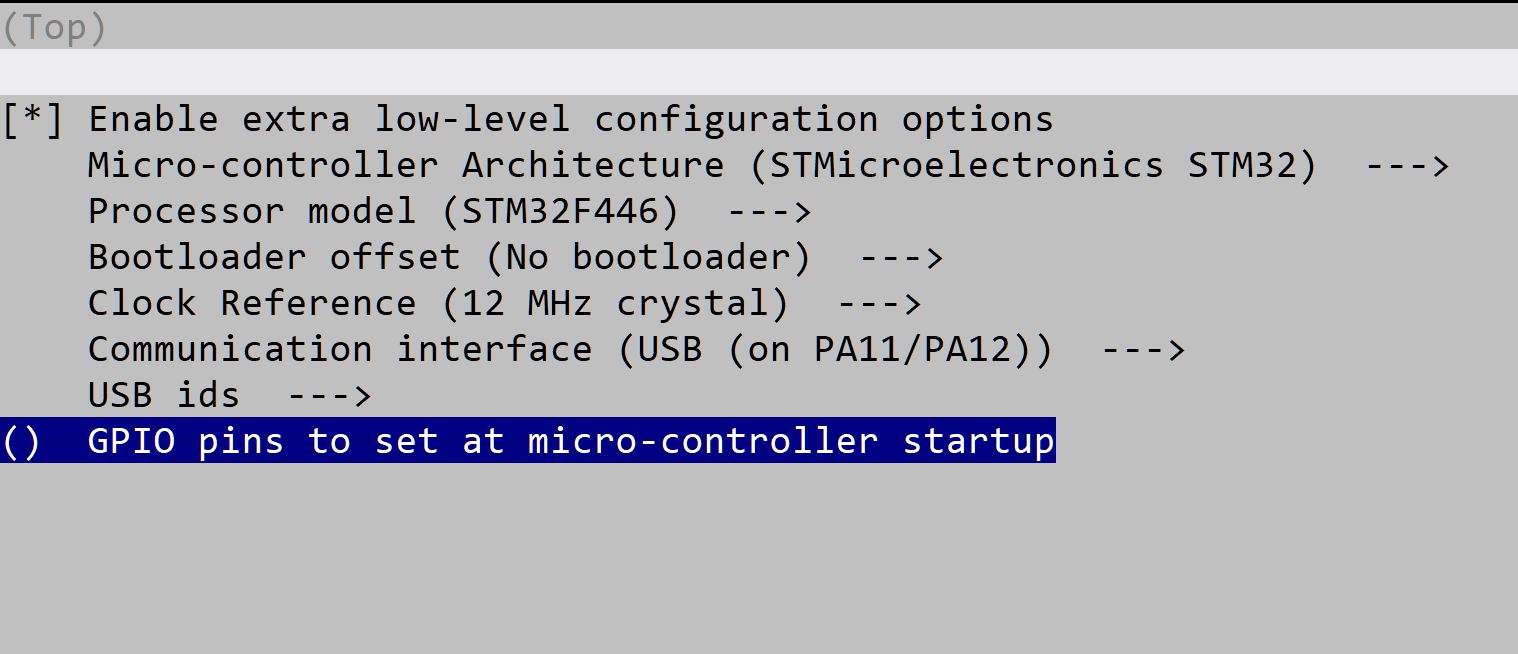 (Top)
[*] Enable extra low-level configuration options
    Micro-controller Architecture (STMicroelectronics STM32)  --->
    Processor model (STM32F446)  --->
    Bootloader offset (No bootloader)  --->
    Clock Reference (12 MHz crystal)  --->
    Communication interface (USB (on PA11/PA12))  --->
    USB ids  --->
()  GPIO pins to set at micro-controller startup